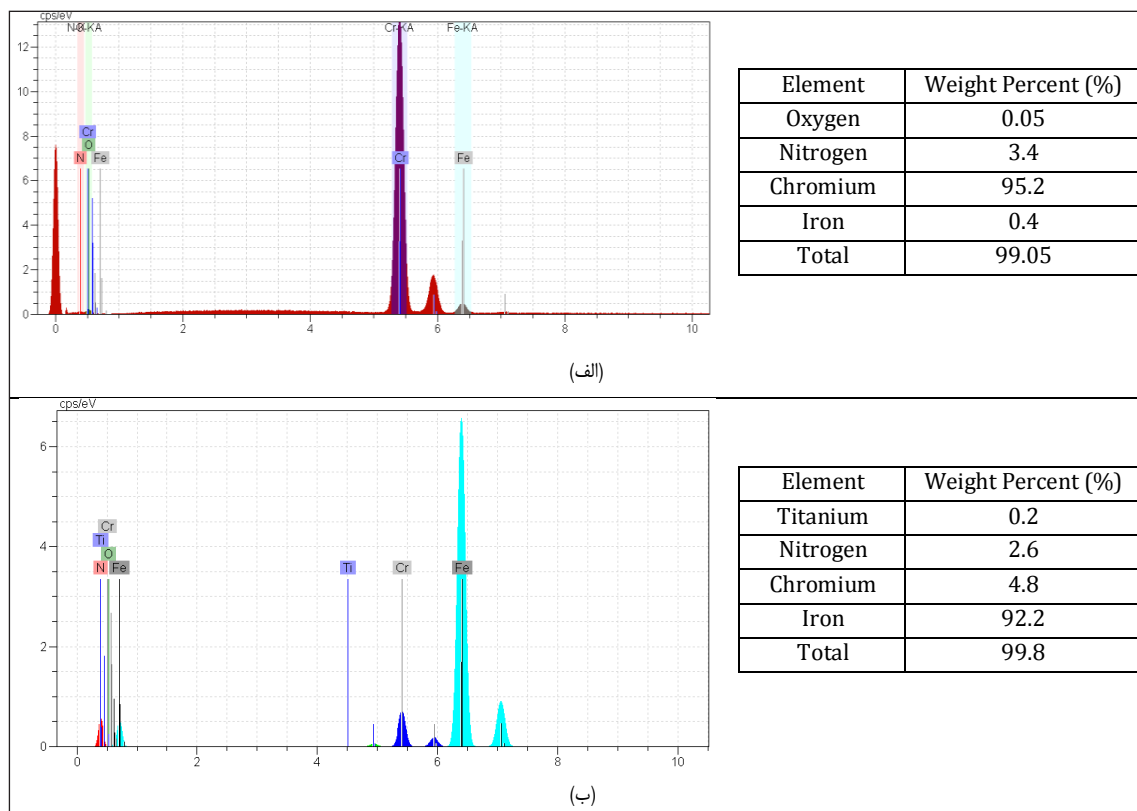 cps/eV
N-KA Cr-KA Fe-KA
12
10
8
6
4
2
0
Cr
O
N Fe Cr Fe
0 2 4 6 8 10
(الف)
Element Weight Percent (%)
Oxygen 0.05
Nitrogen 3.4
Chromium 95.2
Iron 0.4
Total 99.05
cps/eV
6
4
2
0
Cr
Ti
O
N Fe Ti Cr Fe
0 2 4 6 8 10
(ب)
Element Weight Percent (%)
Titanium 0.2
Nitrogen 2.6
Chromium 4.8
Iron 92.2
Total 99.8